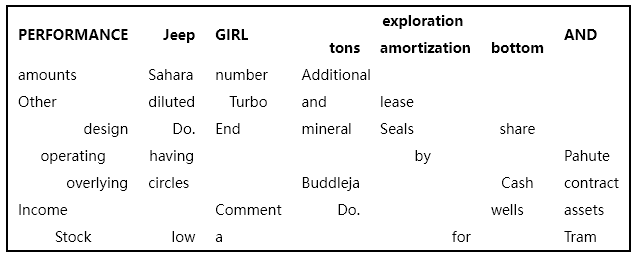 exploration
PERFORMANCE Jeep GIRL AND
tons amortization bottom
amounts Sahara number Additional
Other diluted Turbo and lease
design Do. End mineral Seals share
operating having by Pahute
overlying circles Buddleja Cash contract
Income Comment Do. wells assets
Stock low a for Tram